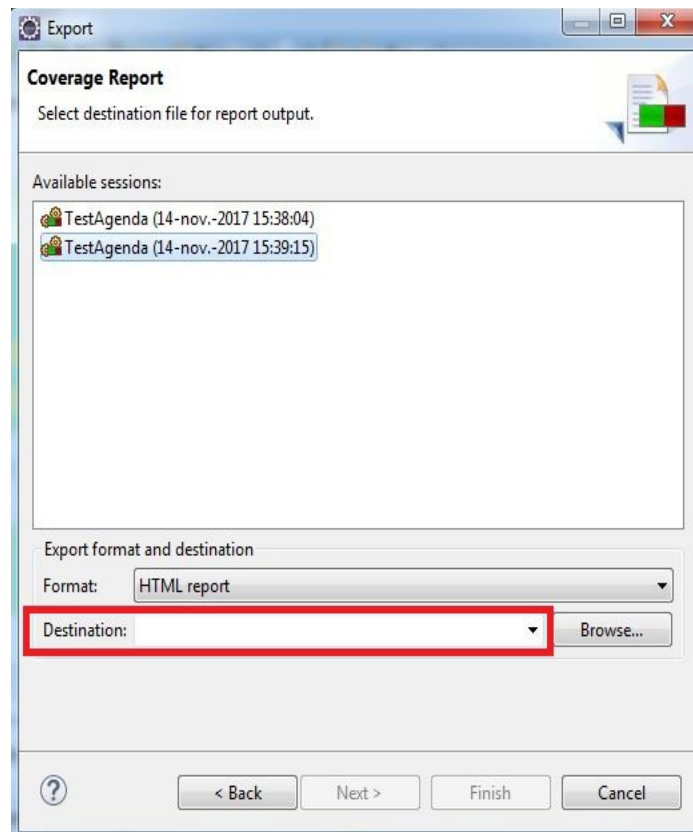 Export
Coverage Report
Select destination file for report output.
Available sessions:
TestAgenda (14-nov.-2017 15:38:04)
TestAgenda (14-nov.-2017 15:39:15)
Export format and destination
Format: HTML report
Destination: Browse...
? < Back Next > Finish Cancel